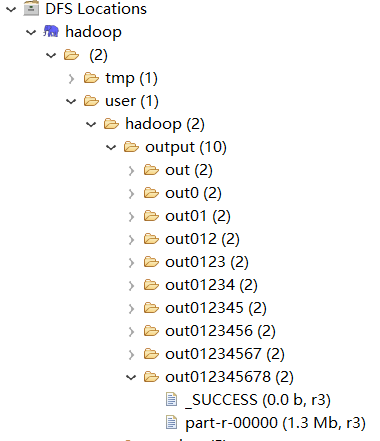 DFS Locations
hadoop
(2)
tmp (1)
user (1)
hadoop (2)
output (10)
out (2)
out0 (2)
out01 (2)
out012 (2)
out0123 (2)
out01234 (2)
out012345 (2)
out0123456 (2)
out01234567 (2)
out012345678 (2)
_SUCCESS (0.0 b, r3)
part-r-00000 (1.3 Mb, r3)